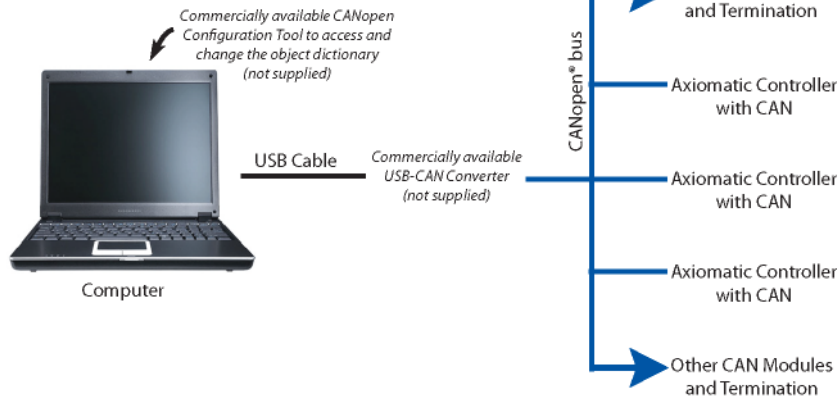 Commercially available CANopen
Configuration Tool to access and
change the object dictionary
(not supplied)
USB Cable
Commercially available
USB-CAN Converter
(not supplied)
Computer
CANopen® bus
and Termination
Axiomatic Controller
with CAN
Axiomatic Controller
with CAN
Axiomatic Controller
with CAN
Other CAN Modules
and Termination